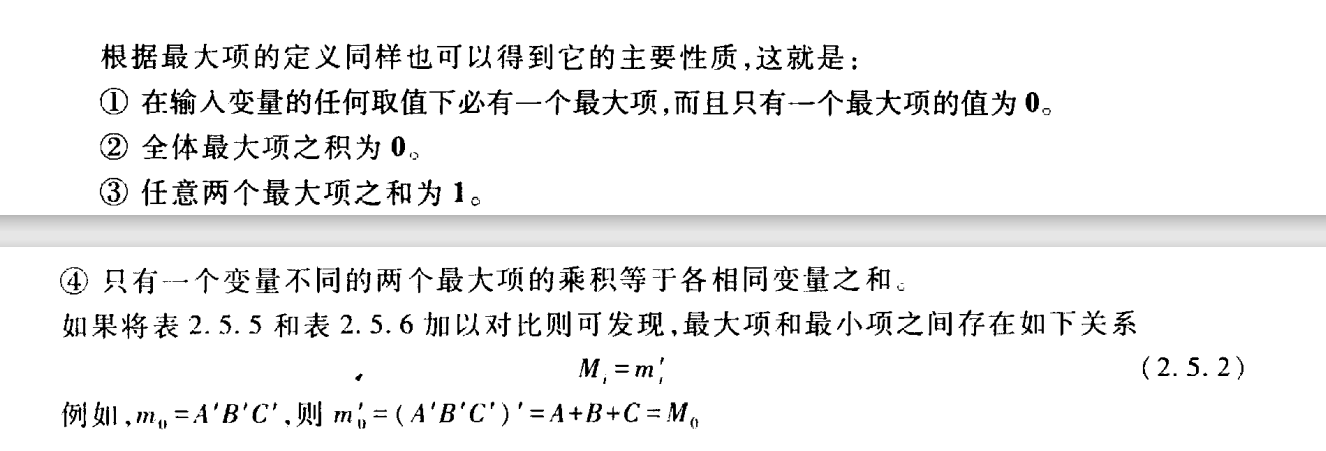 根据最大项的定义同样也可以得到它的主要性质,这就是:
① 在输入变量的任何取值下必有一个最大项,而且只有一个最大项的值为 0。
② 全体最大项之积为 0。
③ 任意两个最大项之和为 1。
④ 只有一个变量不同的两个最大项的乘积等于各相同变量之和。
如果将表 2.5.5 和表 2.5.6 加以对比则可发现,最大项和最小项之间存在如下关系
Mᵢ = mᵢ′ (2.5.2)
例如,m₀ = A′B′C′,则 m₀′ = (A′B′C′)′ = A+B+C = M₀